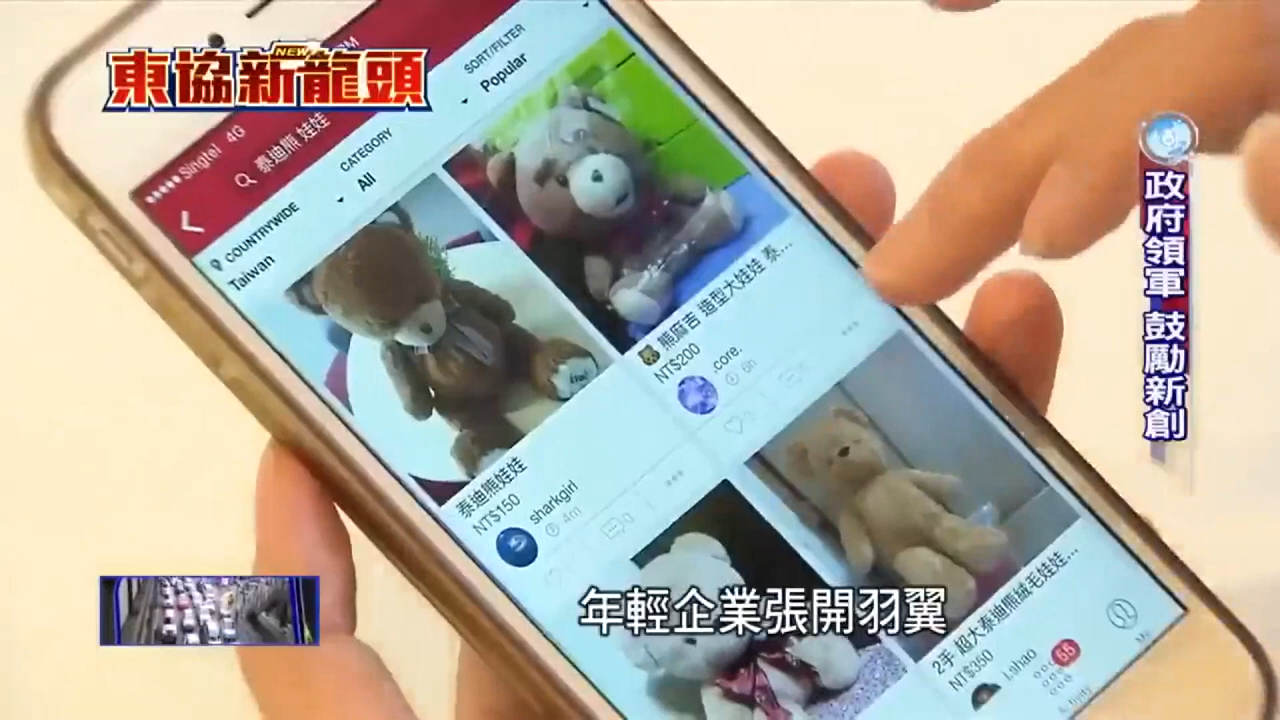 東協新龍頭
NEW
政府領軍 鼓勵新創
Singtel 4G
泰迪熊 娃娃
COUNTRYWIDE
Taiwan
CATEGORY
All
SORT/FILTER
Popular
泰迪熊娃娃
NT$150
sharkgirl
4m
熊麻吉 造型大娃娃 泰...
NT$200
.core.
2手 超大泰迪熊絨毛娃娃...
NT$350
55
Me
年輕企業張開羽翼